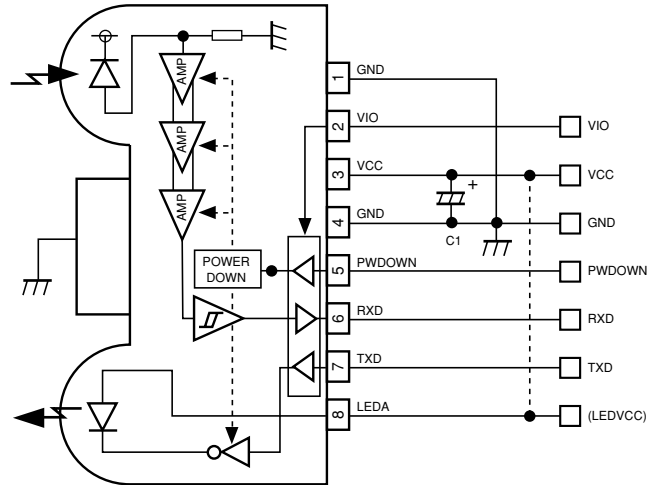 AMP
AMP
AMP
POWER
DOWN
1 GND
2 VIO VIO
3 VCC VCC
+
C1
4 GND GND
5 PWDOWN PWDOWN
6 RXD RXD
7 TXD TXD
8 LEDA (LEDVCC)